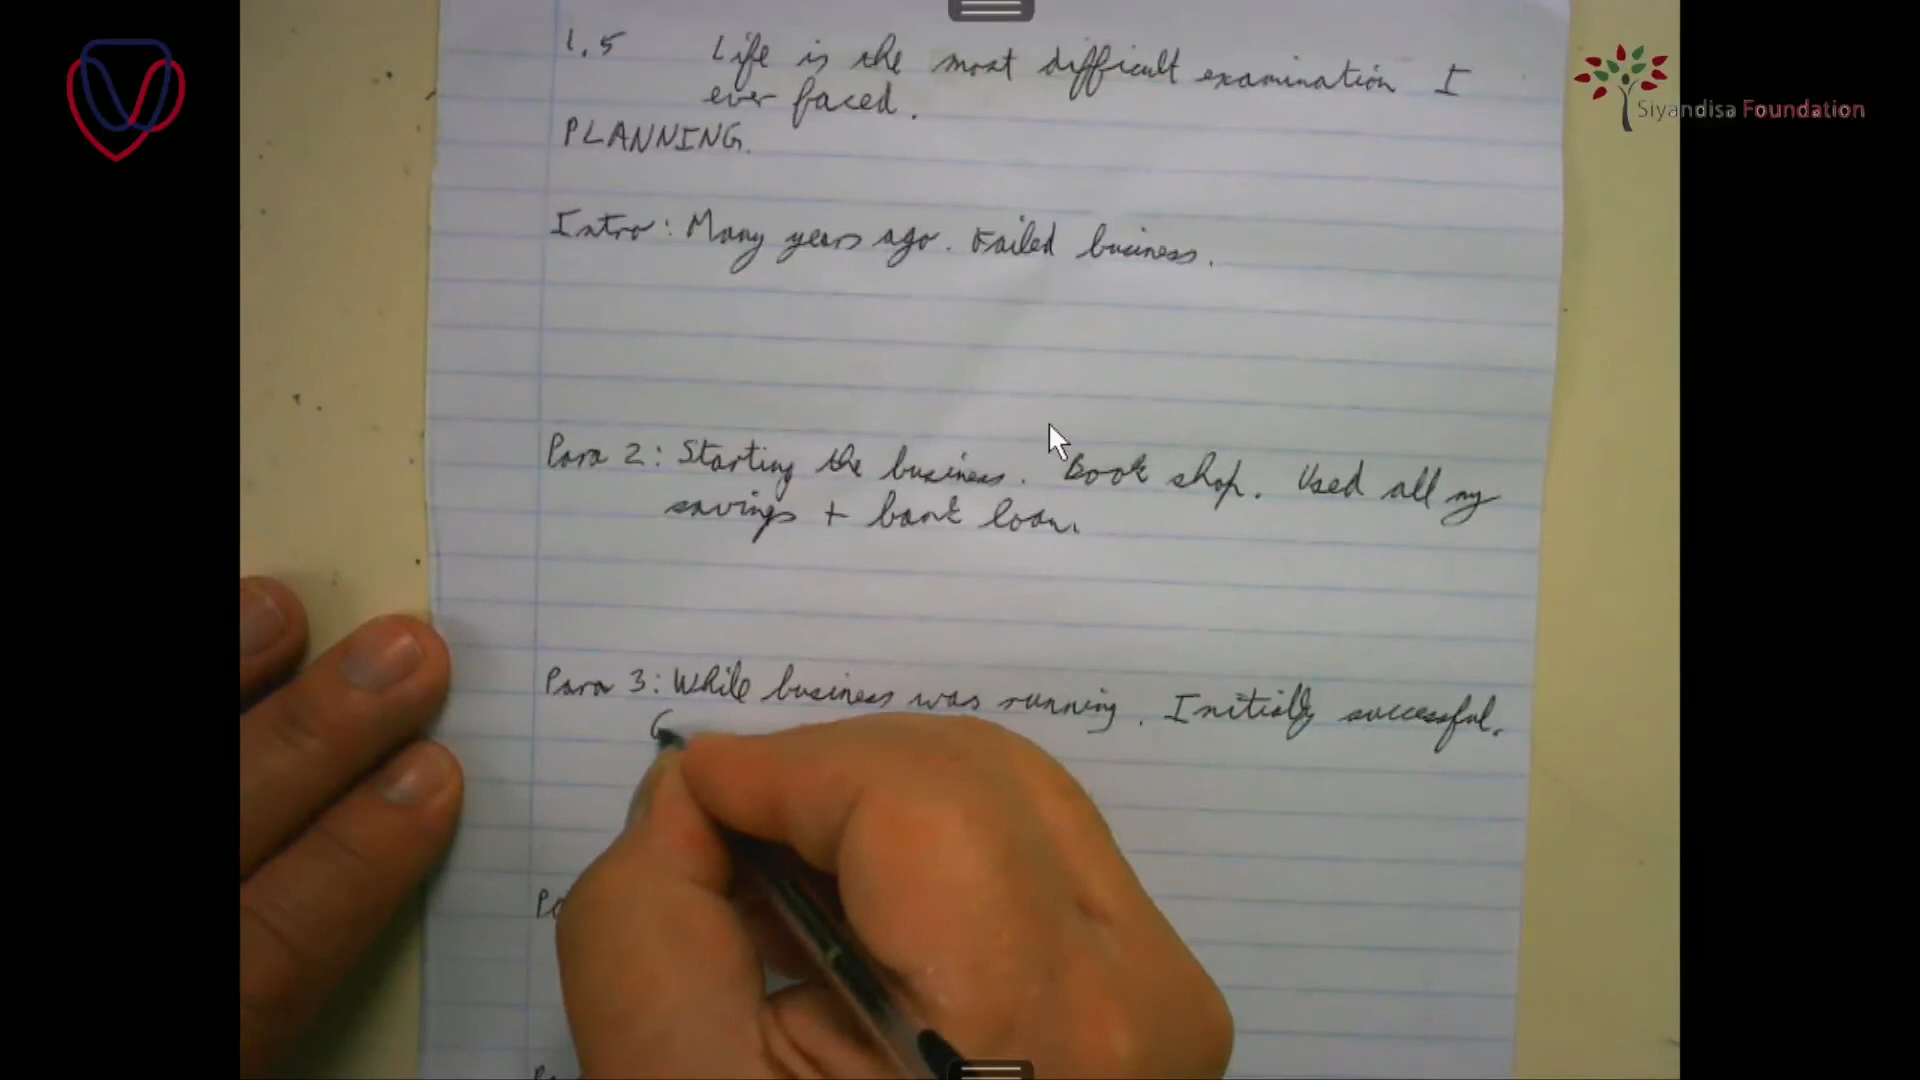 1.5 Life is the most difficult examination I
ever faced.
PLANNING.
Intro: Many years ago. Failed business.
Para 2: Starting the business. Book shop. Used all my
savings + bank loan.
Para 3: While business was running. Initially successful.
Siyandisa Foundation